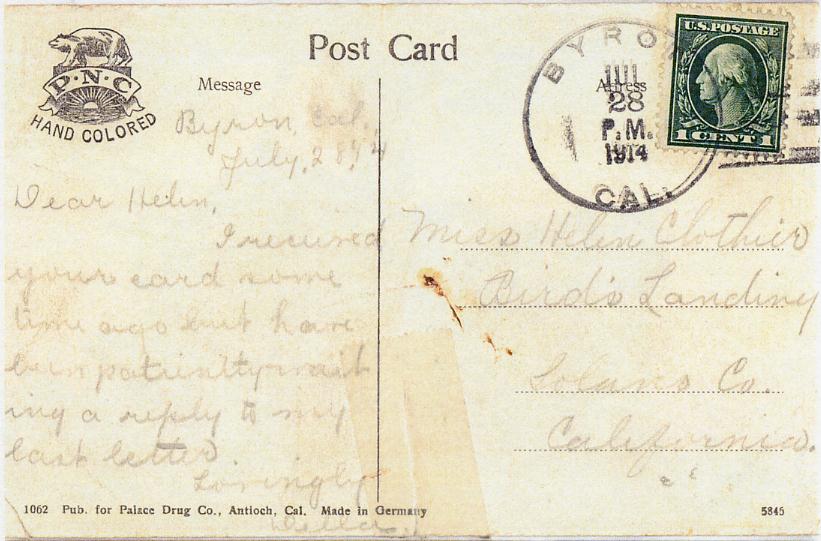 Post Card
P·N·C
HAND COLORED
Message
Address
BYRON
JUL
28
P.M.
1914
CAL.
U.S. POSTAGE
1 CENT 1
Byron, Cal.,
July, 28, 14
Dear Helen,
I recieved
your card some
time ago but have
been patiently wait
ing a reply to my
last letter
Lovingly
Della.
Miss Helen Clothier
Bird's Landing
Solano Co.
California.
1062 Pub. for Palace Drug Co., Antioch, Cal. Made in Germany
5845